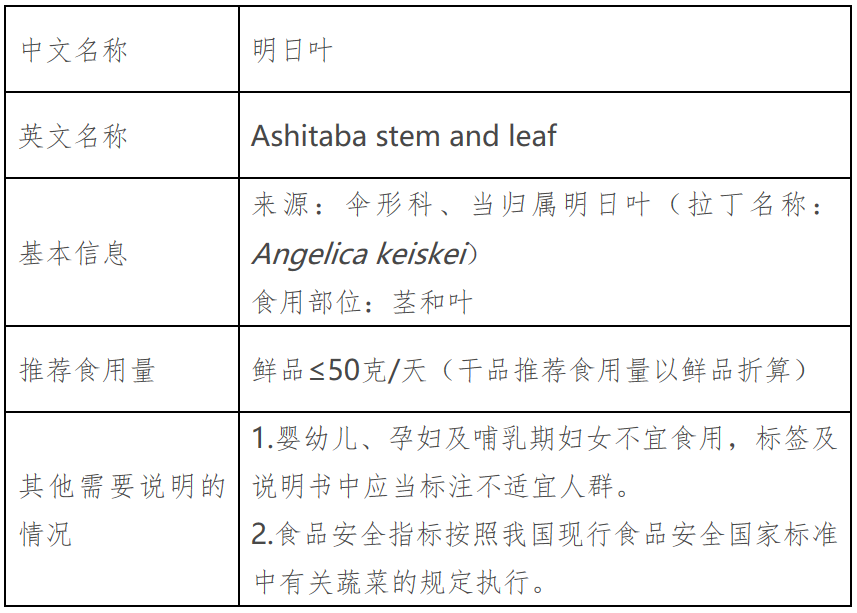 中文名称
明日叶
英文名称
Ashitaba stem and leaf
基本信息
来源：伞形科、当归属明日叶（拉丁名称：
Angelica keiskei）
食用部位：茎和叶
推荐食用量
鲜品≤50克/天（干品推荐食用量以鲜品折算）
其他需要说明的
情况
1.婴幼儿、孕妇及哺乳期妇女不宜食用，标签及
说明书中应当标注不适宜人群。
2.食品安全指标按照我国现行食品安全国家标准
中有关蔬菜的规定执行。